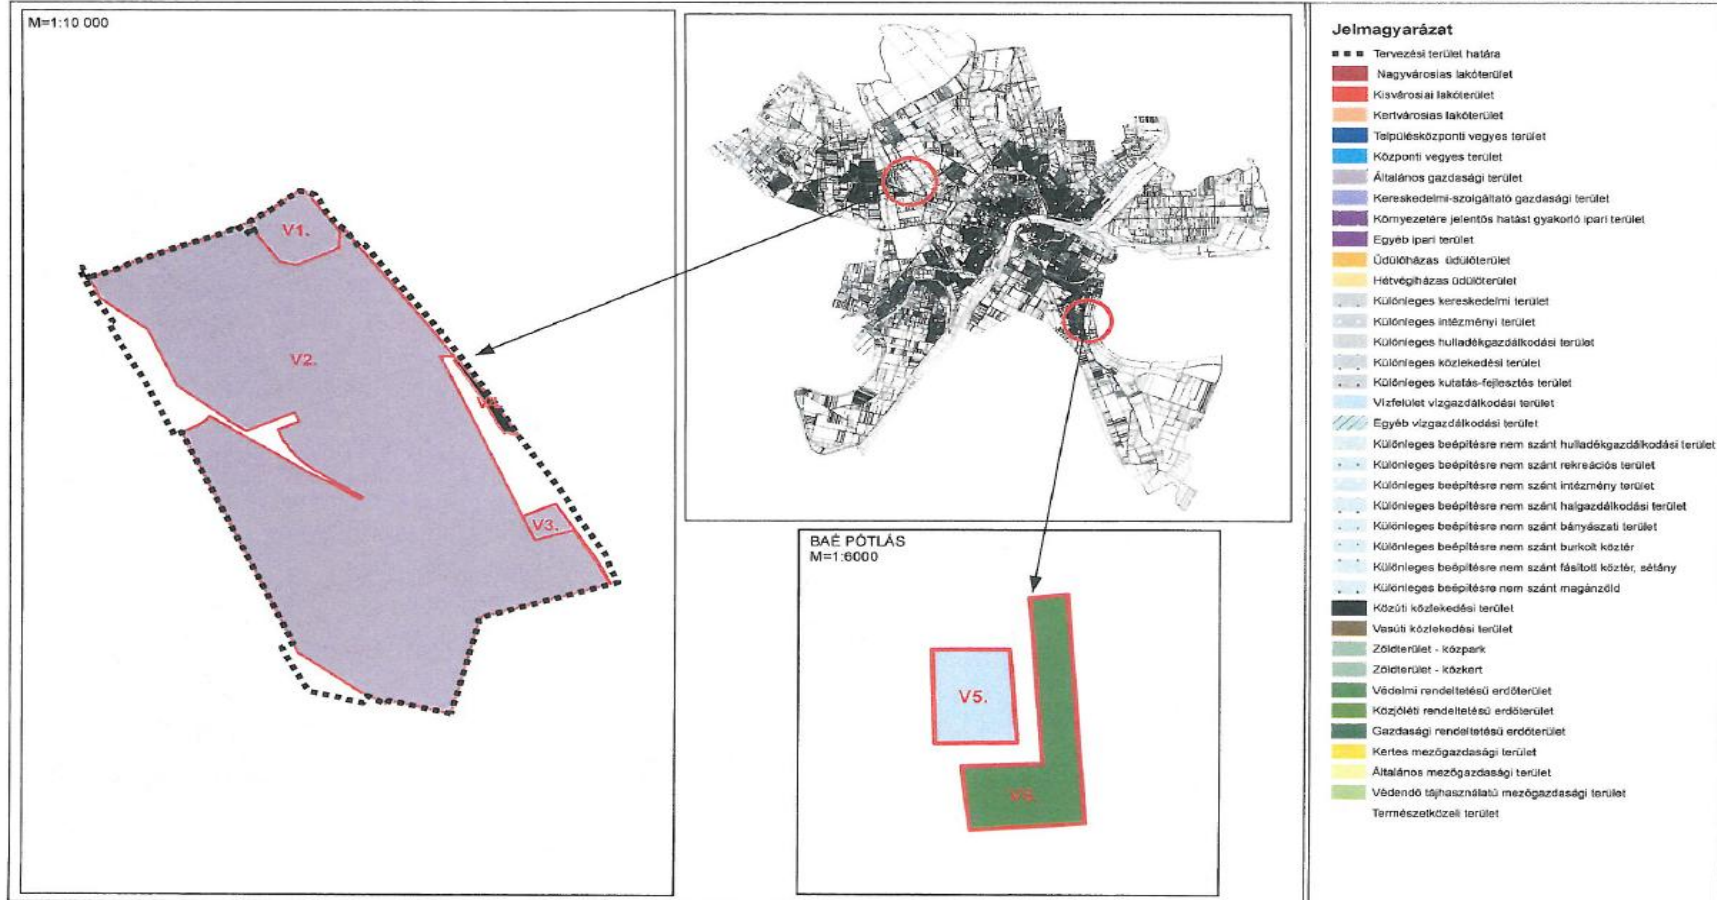 M=1:10 000
V1.
V2.
V3.
BAÉ PÓTLÁS
M=1:6000
V5.
Jelmagyarázat
Tervezési terület határa
Nagyvárosias lakóterület
Kisvárosiai lakóterület
Kertvárosias lakóterület
Telpülésközponti vegyes terület
Központi vegyes terület
Általános gazdasági terület
Kereskedelmi-szolgáltató gazdasági terület
Környezetére jelentős hatást gyakorló ipari terület
Egyéb ipari terület
Üdülőházas üdülőterület
Hétvégiházas üdülőterület
Különleges kereskedelmi terület
Különleges intézményi terület
Különleges hulladékgazdálkodási terület
Különleges közlekedési terület
Különleges kutatás-fejlesztés terület
Vízfelület vízgazdálkodási terület
Egyéb vízgazdálkodási terület
Különleges beépítésre nem szánt hulladékgazdálkodási terület
Különleges beépítésre nem szánt rekreációs terület
Különleges beépítésre nem szánt intézmény terület
Különleges beépítésre nem szánt halgazdálkodási terület
Különleges beépítésre nem szánt bányászati terület
Különleges beépítésre nem szánt burkolt köztér
Különleges beépítésre nem szánt fásított köztér, sétány
Különleges beépítésre nem szánt magánzöld
Közúti közlekedési terület
Vasúti közlekedési terület
Zöldterület - közpark
Zöldterület - közkert
Védelmi rendeltetésű erdőterület
Közjóléti rendeltetésű erdőterület
Gazdasági rendeltetésű erdőterület
Kertes mezőgazdasági terület
Általános mezőgazdasági terület
Védendő tájhasználatú mezőgazdasági terület
Természetközeli terület